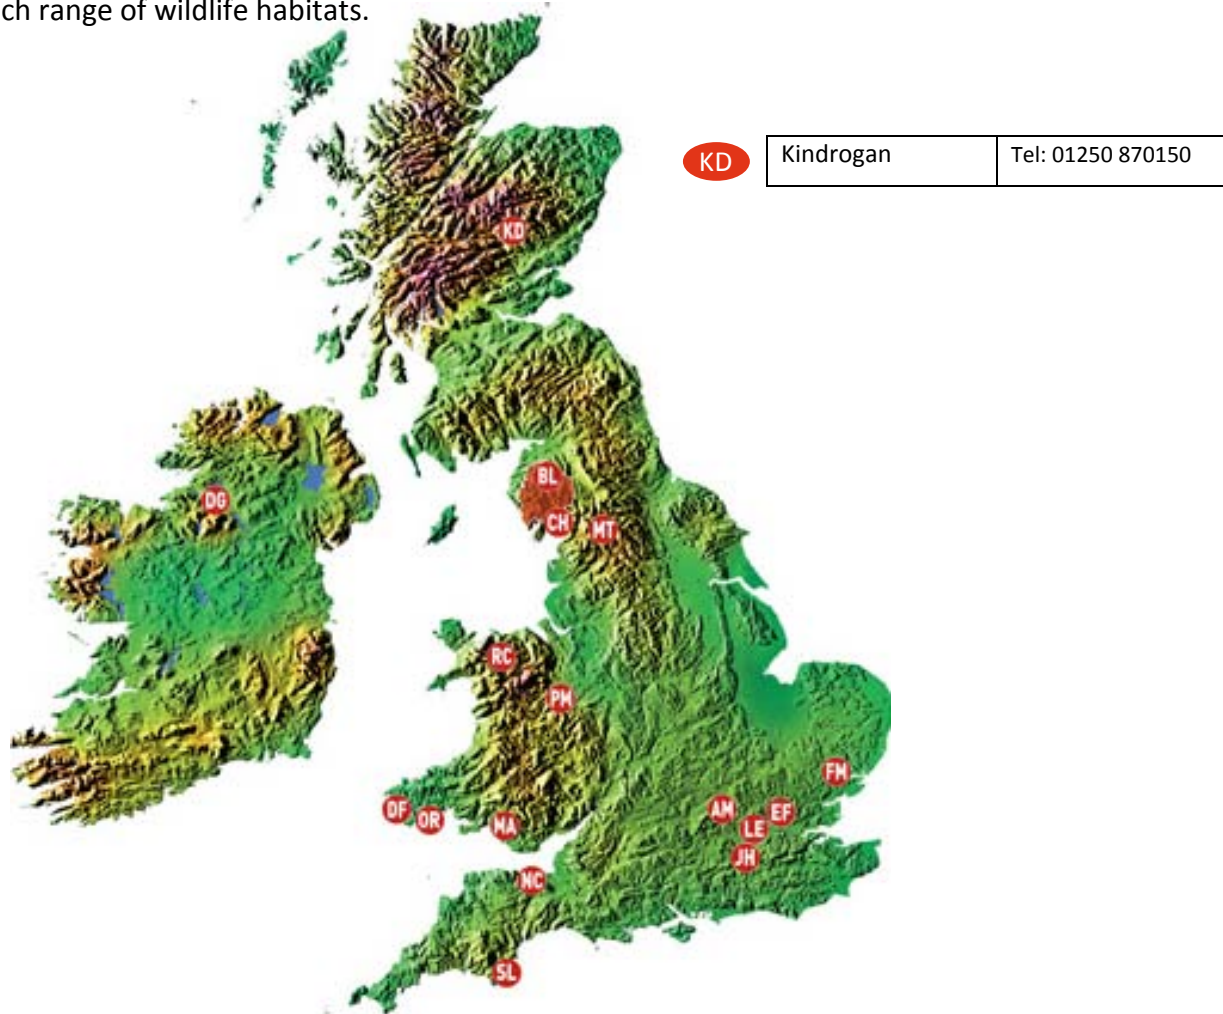 ch range of wildlife habitats.
KD
Kindrogan
Tel: 01250 870150
KD
BL
DG
CH
MT
RC
PM
FM
DF
OR
MA
AM
EF
LE
JH
NC
SL